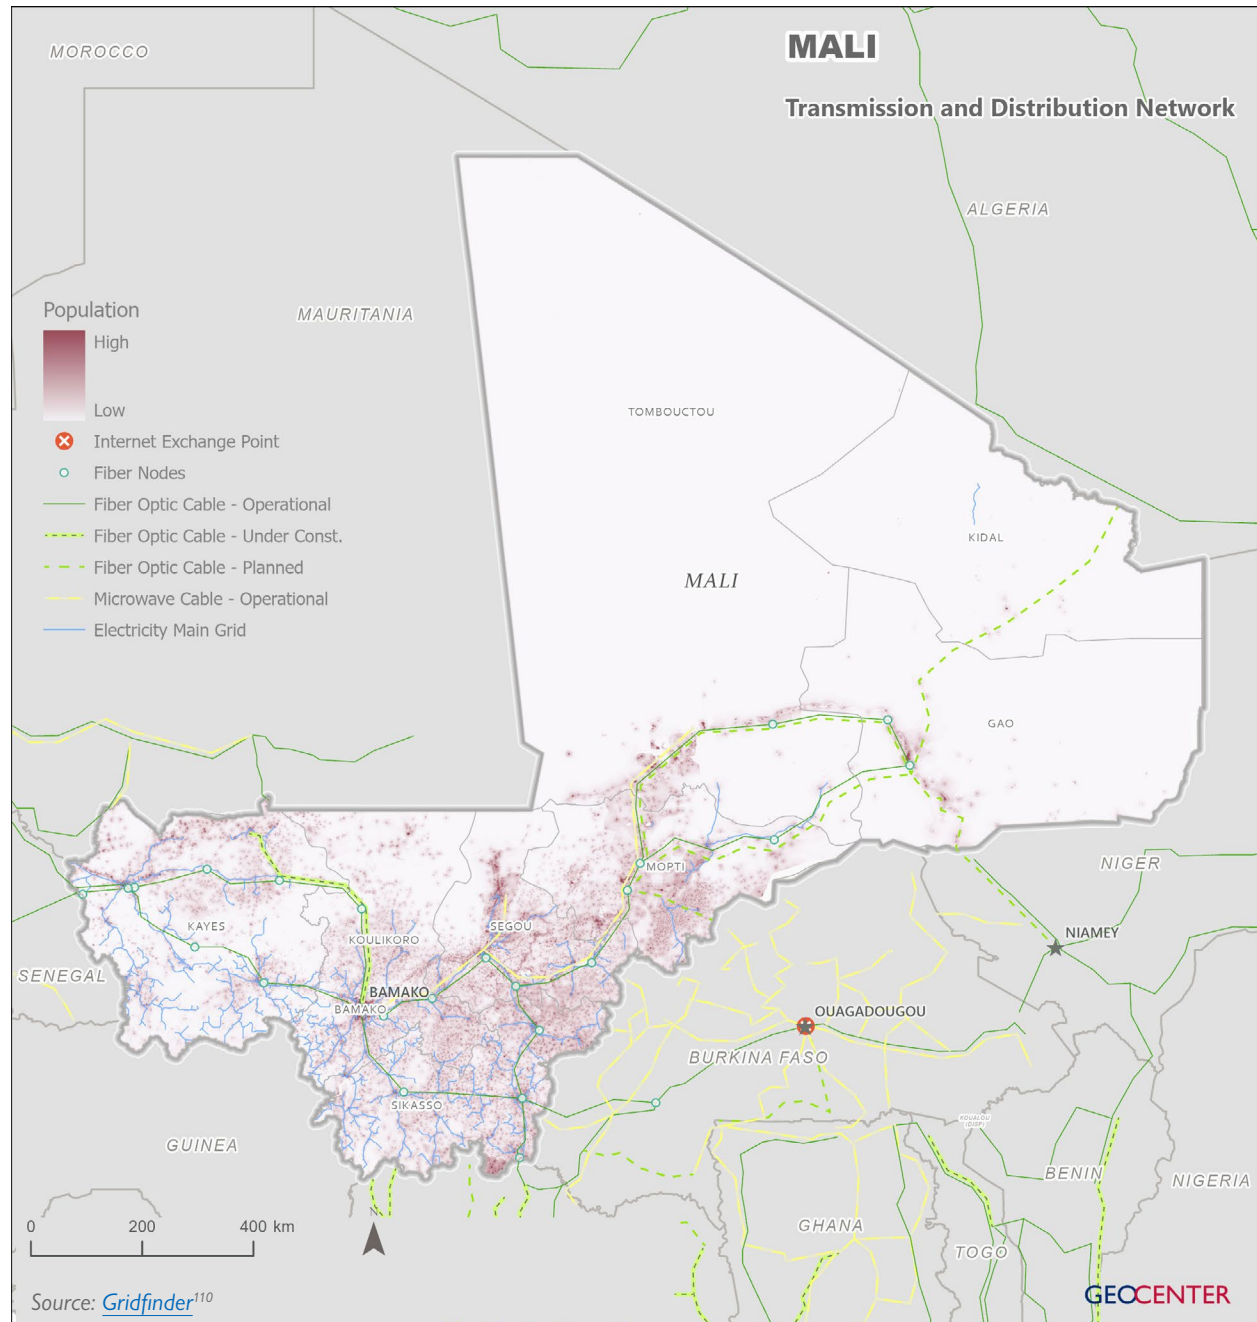 MOROCCO
MALI
Transmission and Distribution Network
ALGERIA
MAURITANIA
Population
High
Low
Internet Exchange Point
Fiber Nodes
Fiber Optic Cable - Operational
Fiber Optic Cable - Under Const.
Fiber Optic Cable - Planned
Microwave Cable - Operational
Electricity Main Grid
TOMBOUCTOU
KIDAL
MALI
GAO
MOPTI
NIGER
KAYES
SEGOU
KOULIKORO
NIAMEY
SENEGAL
BAMAKO
BAMAKO
OUAGADOUGOU
BURKINA FASO
SIKASSO
KOUALOU
(DISP)
GUINEA
BENIN
NIGERIA
N
0 200 400 km
GHANA
TOGO
Source: Gridfinder110
GEOCENTER